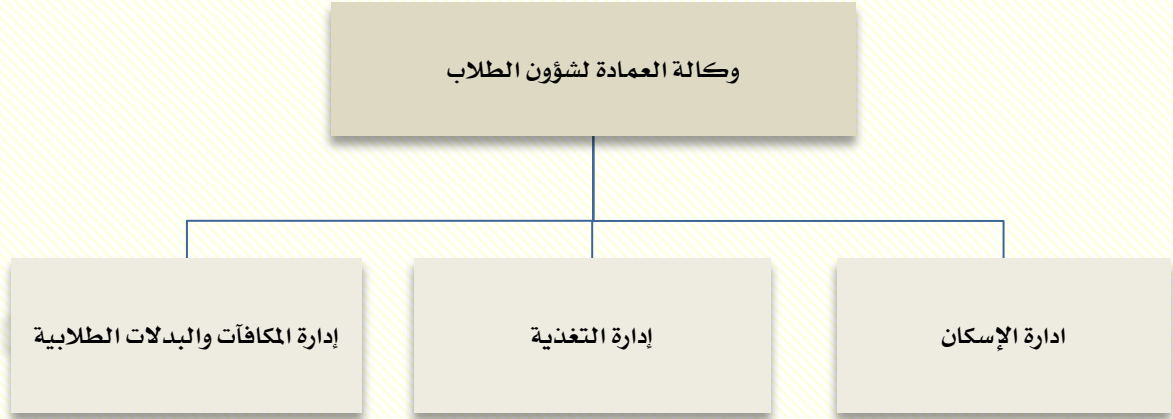 وكالة العمادة لشؤون الطلاب
ادارة الإسكان
إدارة التغذية
إدارة المكافآت والبدلات الطلابية